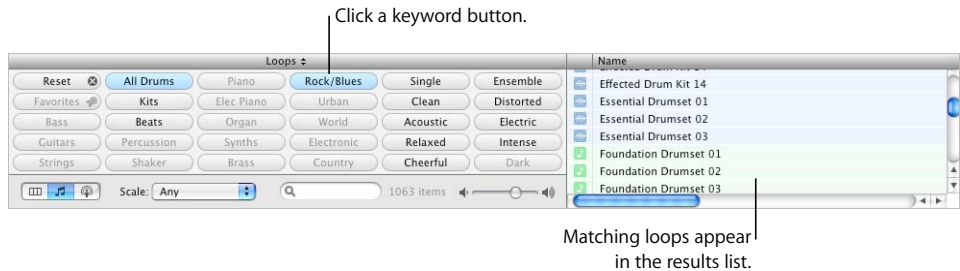 Click a keyword button.
Loops
Name
Reset All Drums Piano Rock/Blues Single Ensemble
Favorites Kits Elec Piano Urban Clean Distorted
Bass Beats Organ World Acoustic Electric
Guitars Percussion Synths Electronic Relaxed Intense
Strings Shaker Brass Country Cheerful Dark
Scale: Any 1063 items
Effected Drum Kit 14
Essential Drumset 01
Essential Drumset 02
Essential Drumset 03
Foundation Drumset 01
Foundation Drumset 02
Foundation Drumset 03
Matching loops appear
in the results list.